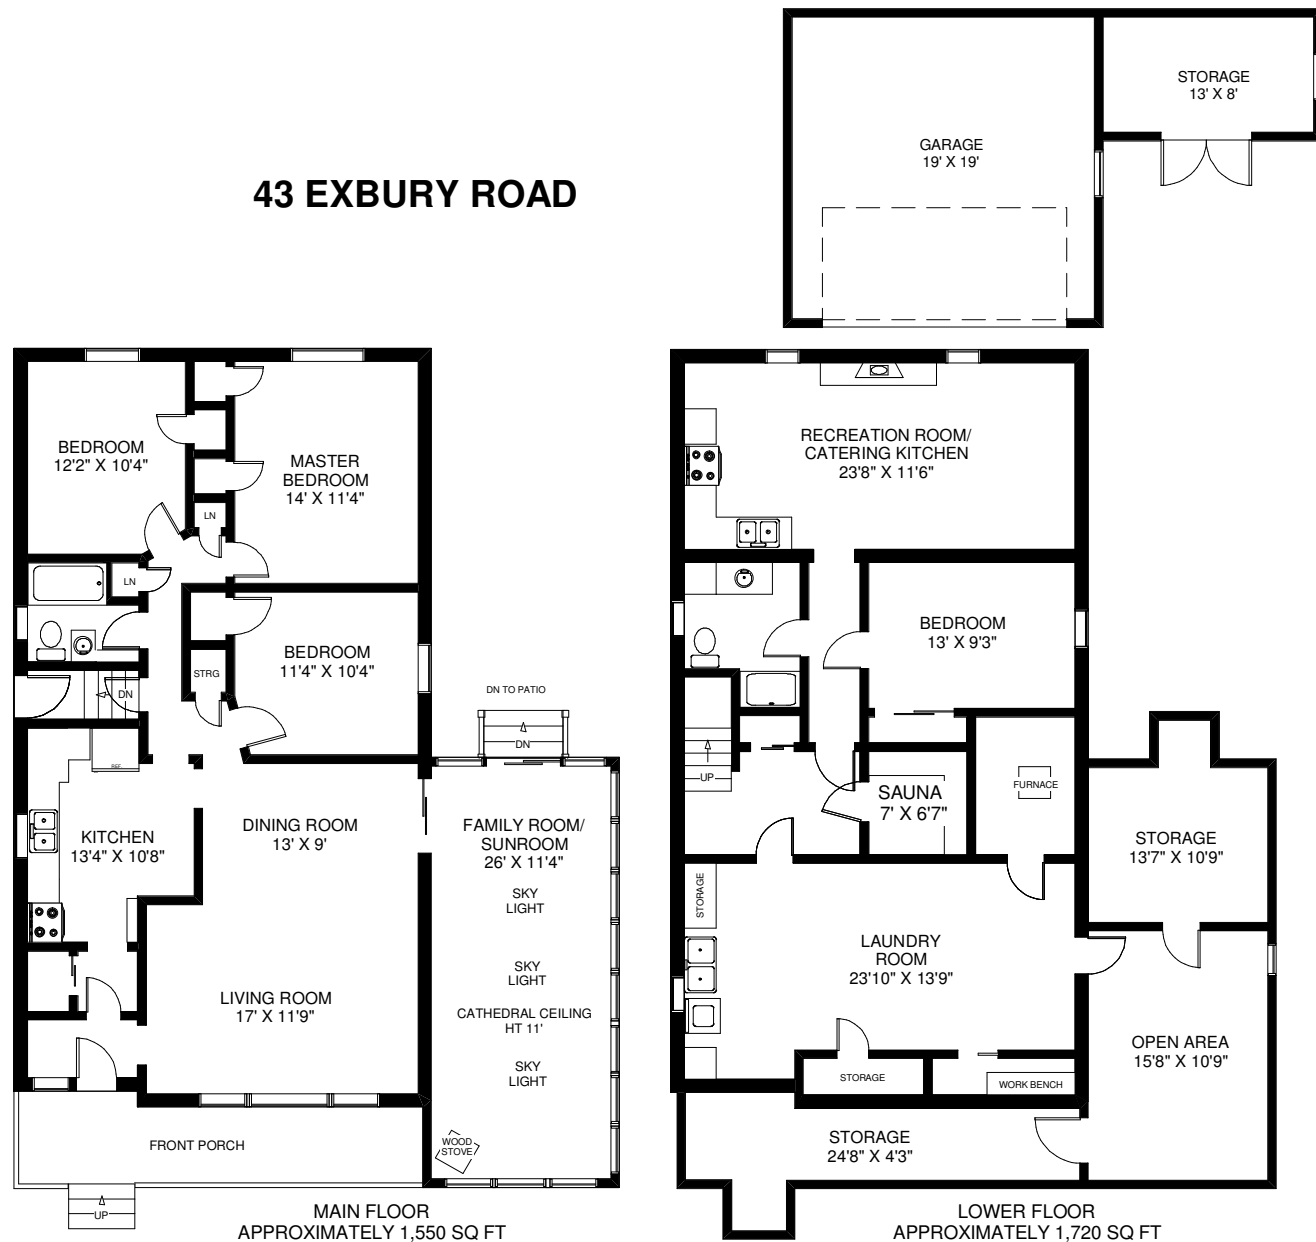 43 EXBURY ROAD
GARAGE
19' X 19'
STORAGE
13' X 8'
BEDROOM
12'2" X 10'4"
MASTER
BEDROOM
14' X 11'4"
LN
LN
BEDROOM
11'4" X 10'4"
STRG
DN
DN TO PATIO
DN
REF.
KITCHEN
13'4" X 10'8"
DINING ROOM
13' X 9'
FAMILY ROOM/
SUNROOM
26' X 11'4"
SKY
LIGHT
SKY
LIGHT
CATHEDRAL CEILING
HT 11'
SKY
LIGHT
LIVING ROOM
17' X 11'9"
WOOD
STOVE
FRONT PORCH
UP
MAIN FLOOR
APPROXIMATELY 1,550 SQ FT
RECREATION ROOM/
CATERING KITCHEN
23'8" X 11'6"
BEDROOM
13' X 9'3"
UP
SAUNA
7' X 6'7"
FURNACE
STORAGE
13'7" X 10'9"
STORAGE
LAUNDRY
ROOM
23'10" X 13'9"
OPEN AREA
15'8" X 10'9"
STORAGE
WORK BENCH
STORAGE
24'8" X 4'3"
LOWER FLOOR
APPROXIMATELY 1,720 SQ FT